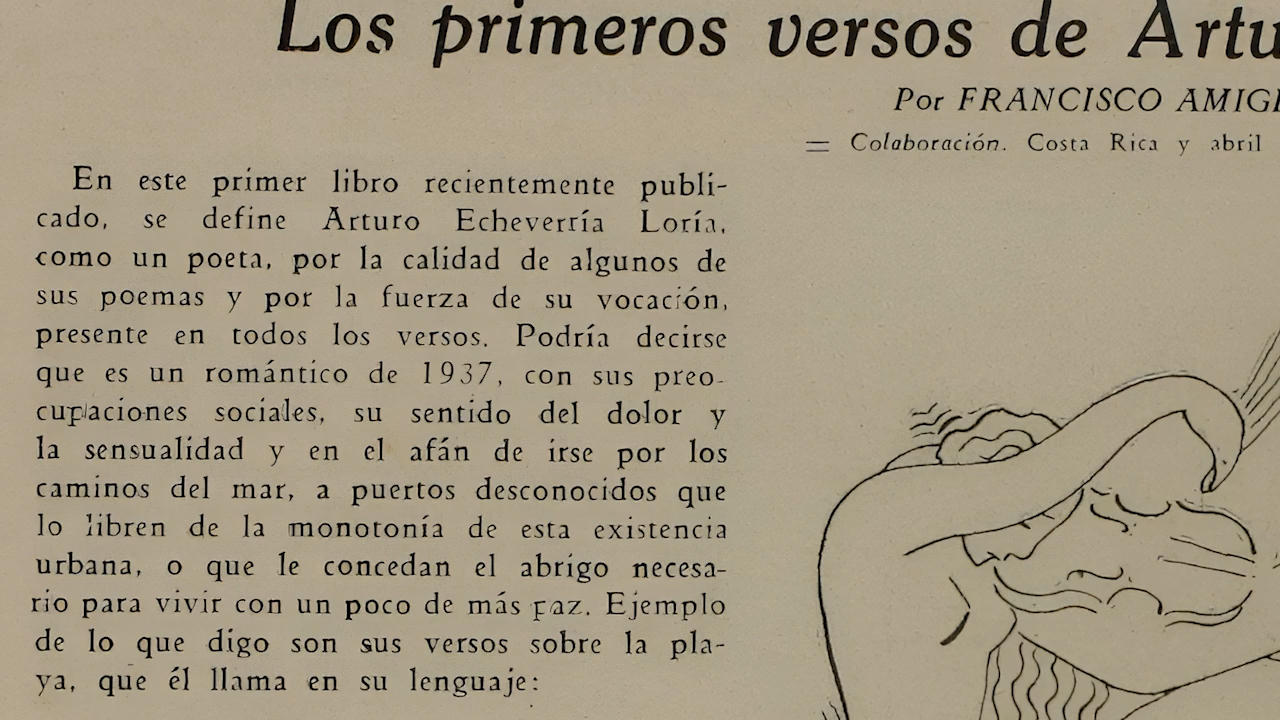 Los primeros versos de Artu
Por FRANCISCO AMIG
= Colaboración. Costa Rica y abril
En este primer libro recientemente publi-
cado, se define Arturo Echeverría Loría,
como un poeta, por la calidad de algunos de
sus poemas y por la fuerza de su vocación,
presente en todos los versos. Podría decirse
que es un romántico de 1937, con sus preo-
cupaciones sociales, su sentido del dolor y
la sensualidad y en el afán de irse por los
caminos del mar, a puertos desconocidos que
lo libren de la monotonía de esta existencia
urbana, o que le concedan el abrigo necesa-
rio para vivir con un poco de más paz. Ejemplo
de lo que digo son sus versos sobre la pla-
ya, que él llama en su lenguaje: